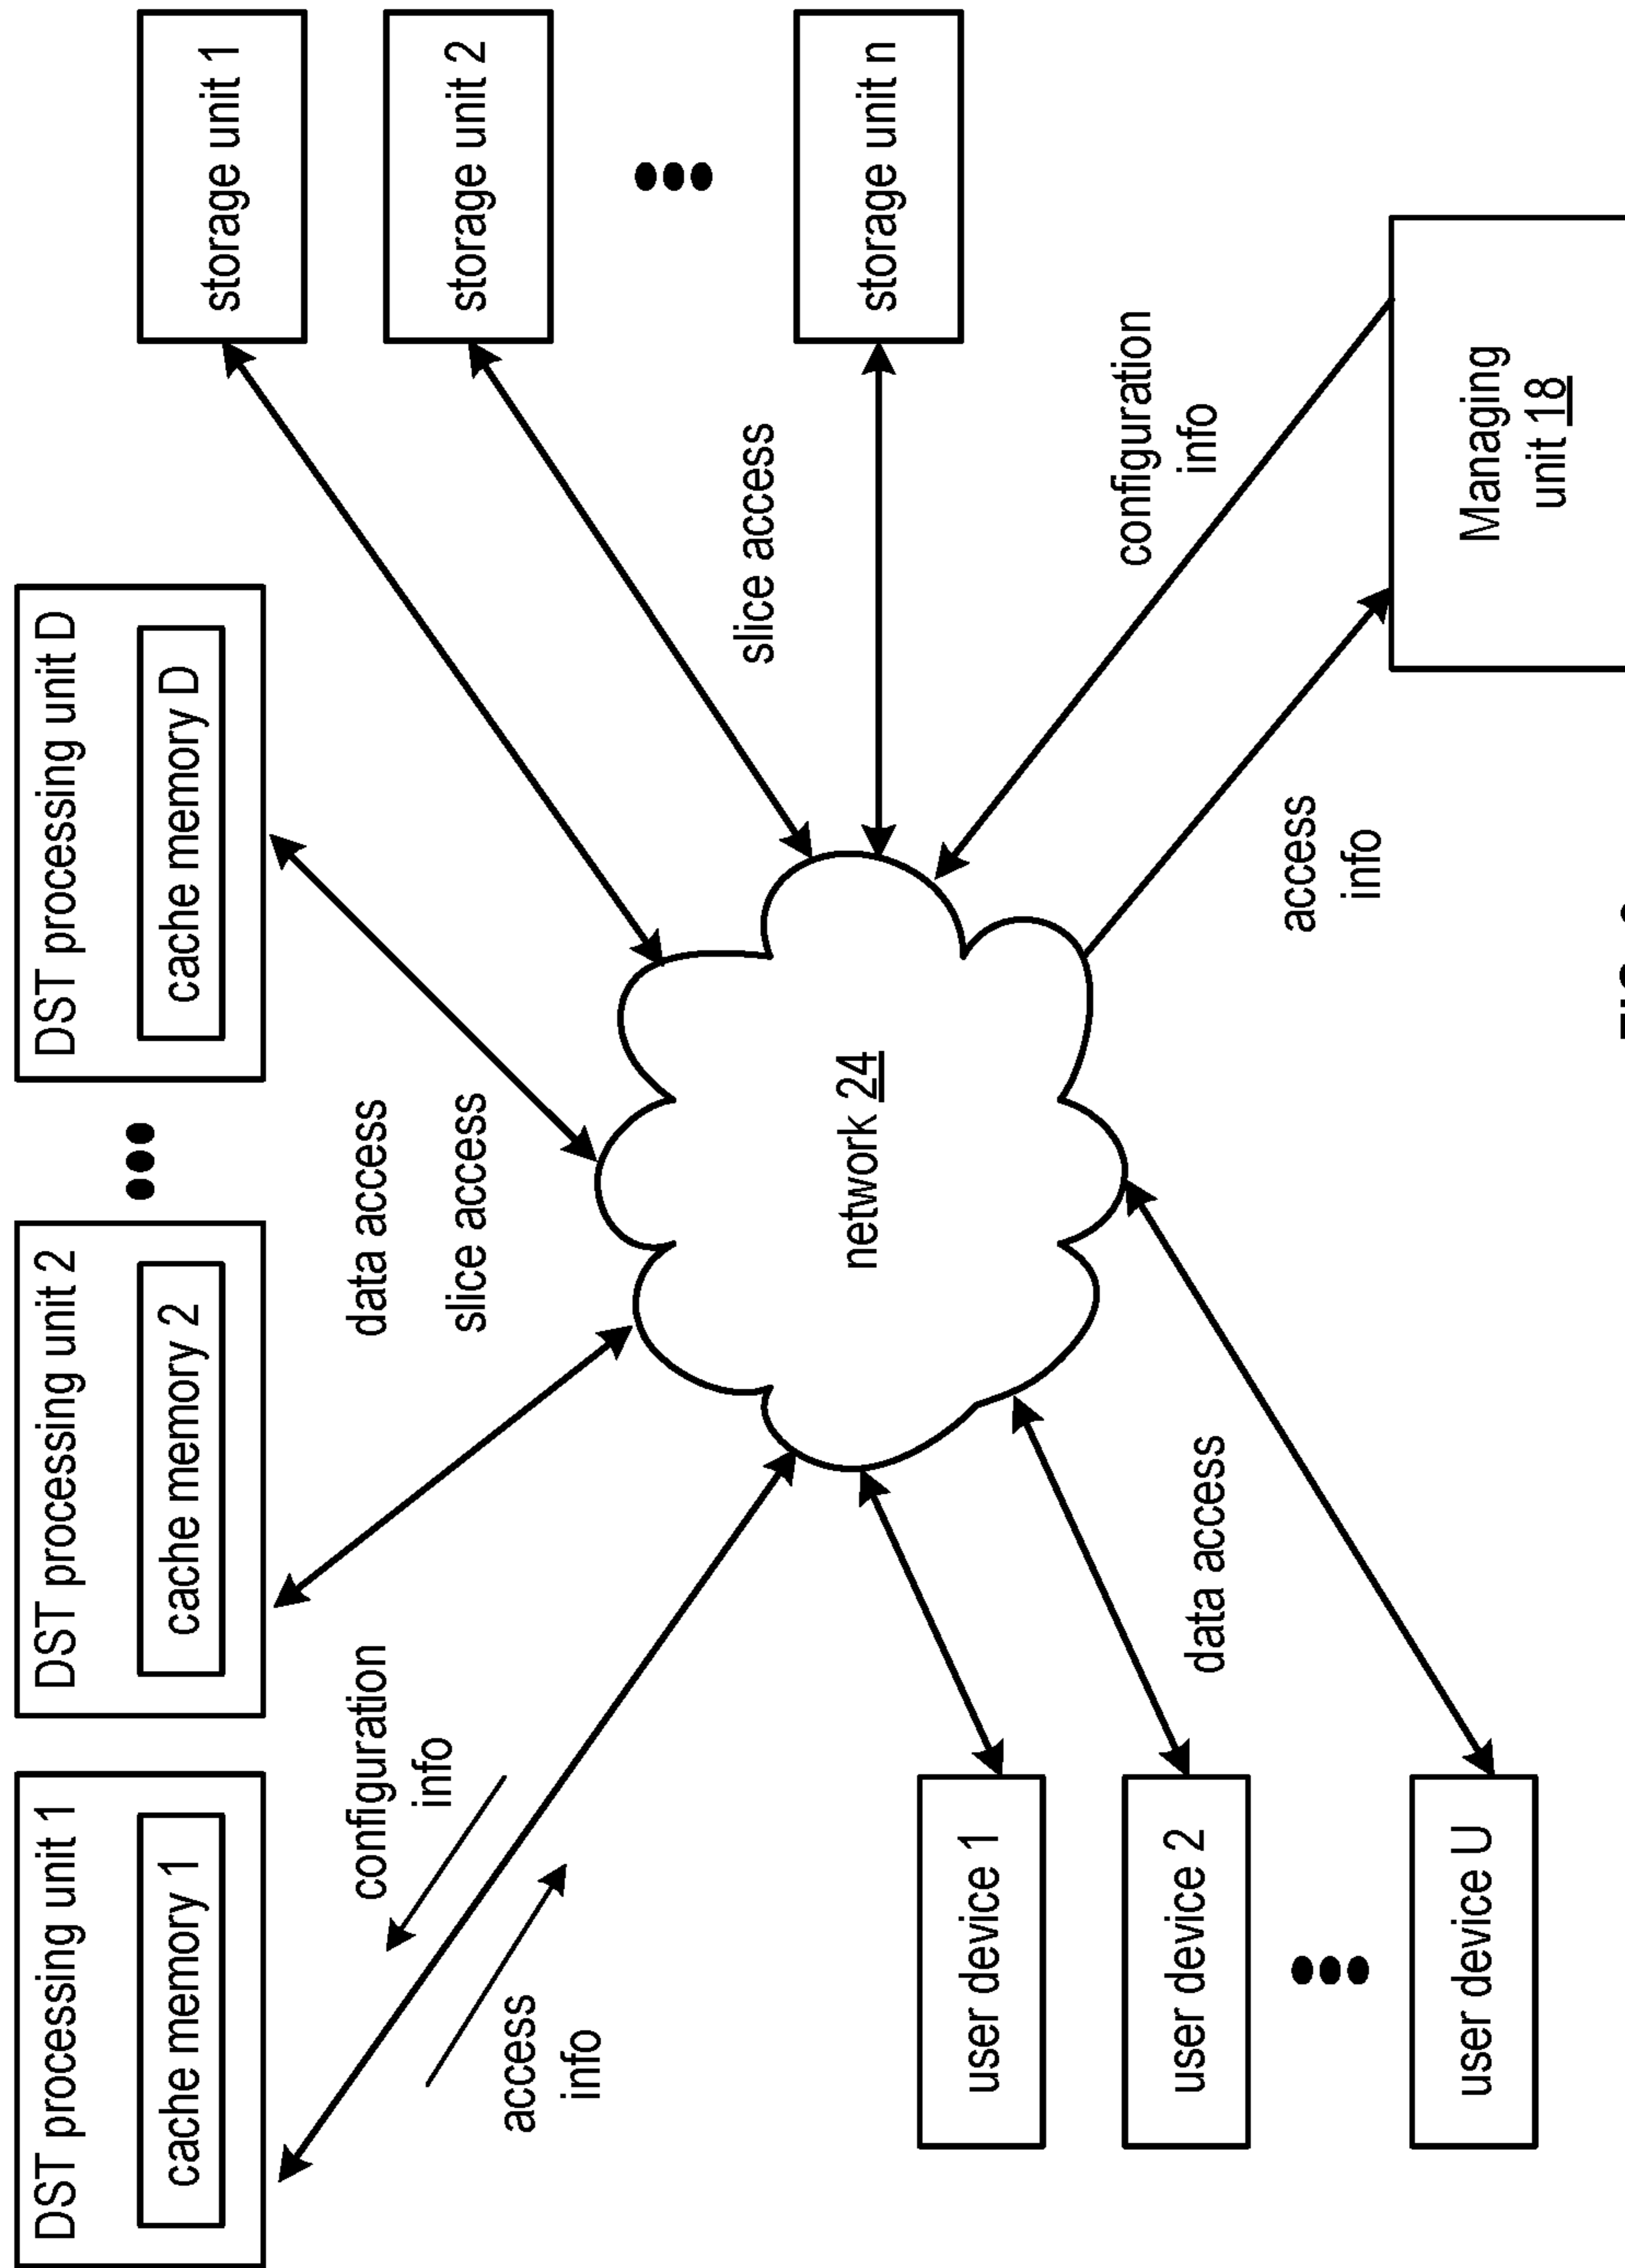 DST processing unit 1
cache memory 1
DST processing unit 2
cache memory 2
DST processing unit D
cache memory D
storage unit 1
storage unit 2
storage unit n
configuration
info
access
info
data access
slice access
slice access
network 24
user device 1
user device 2
user device U
data access
configuration
info
access
info
Managing
unit 18